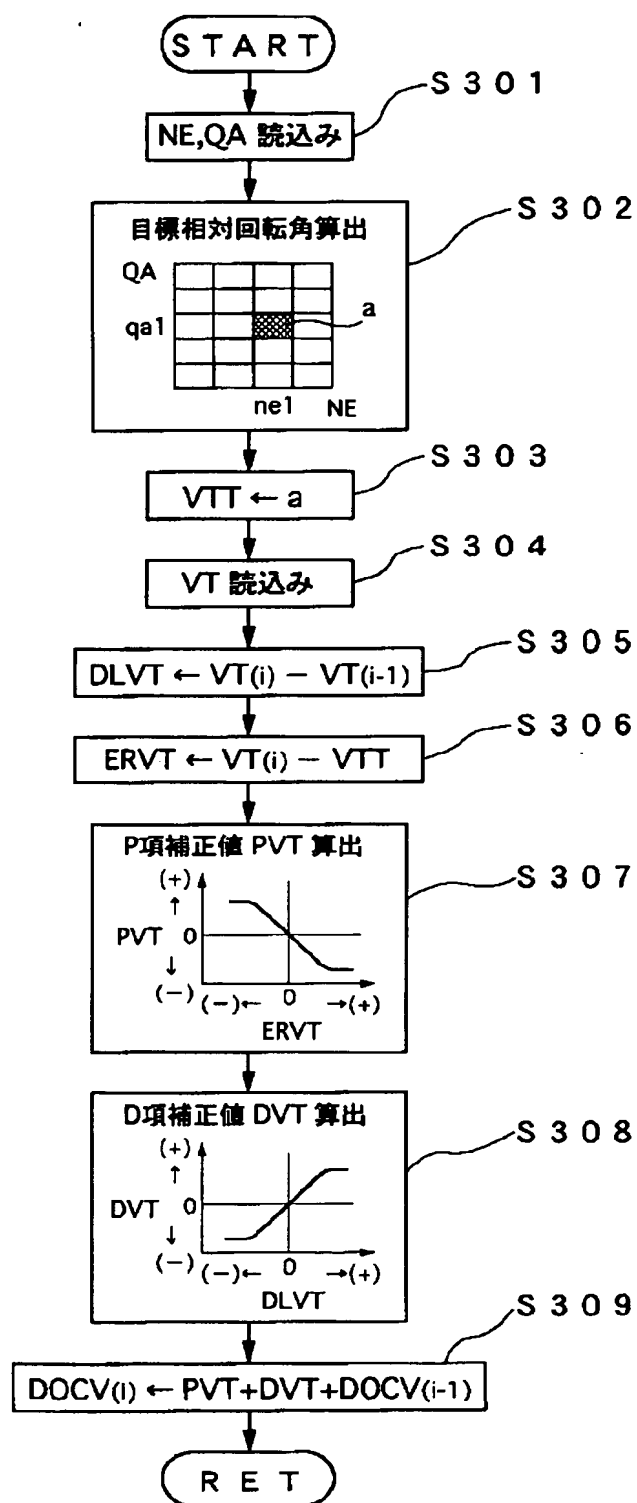 START
S301
NE,QA 読込み
S302
目標相対回転角算出
QA
qa1
a
ne1 NE
S303
VTT ← a
S304
VT 読込み
S305
DLVT ← VT(i) − VT(i-1)
S306
ERVT ← VT(i) − VTT
S307
P項補正値 PVT 算出
(+)
↑
PVT 0
↓
(−)
(−)← 0 →(+)
ERVT
S308
D項補正値 DVT 算出
(+)
↑
DVT 0
↓
(−)
(−)← 0 →(+)
DLVT
S309
DOCV(i) ← PVT+DVT+DOCV(i-1)
RET